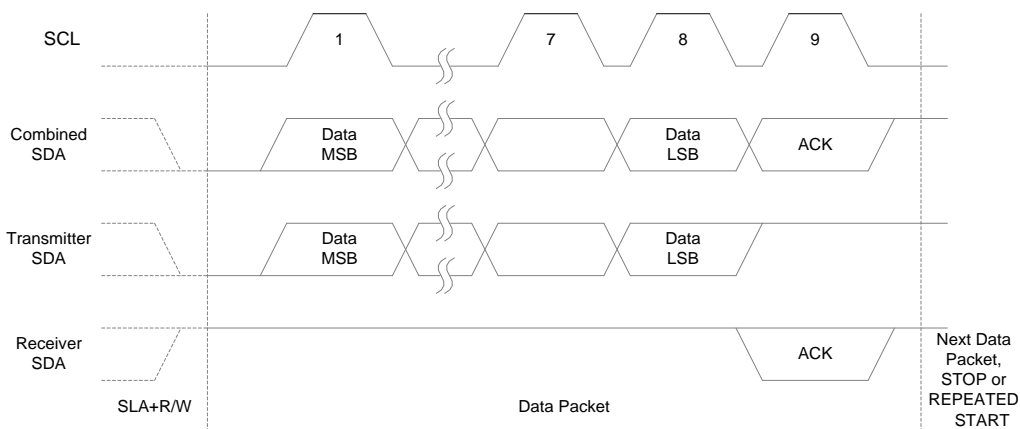 SCL
1
7
8
9
Combined
SDA
Data
MSB
Data
LSB
ACK
Transmitter
SDA
Data
MSB
Data
LSB
Receiver
SDA
ACK
SLA+R/W
Data Packet
Next Data
Packet,
STOP or
REPEATED
START